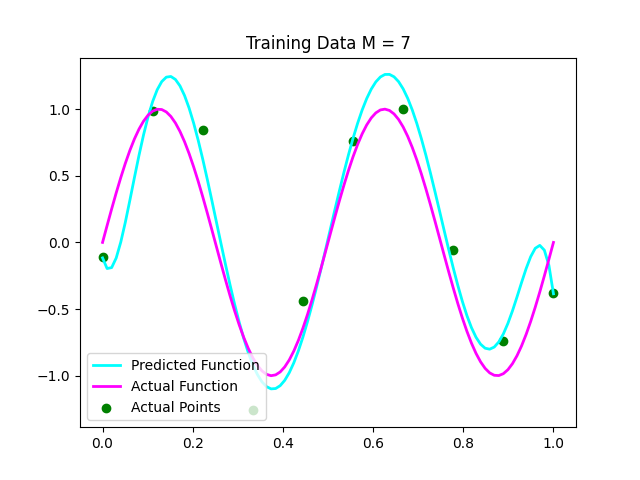 Training Data M = 7
1.0
0.5
0.0
−0.5
−1.0
Predicted Function
Actual Function
Actual Points
0.0 0.2 0.4 0.6 0.8 1.0